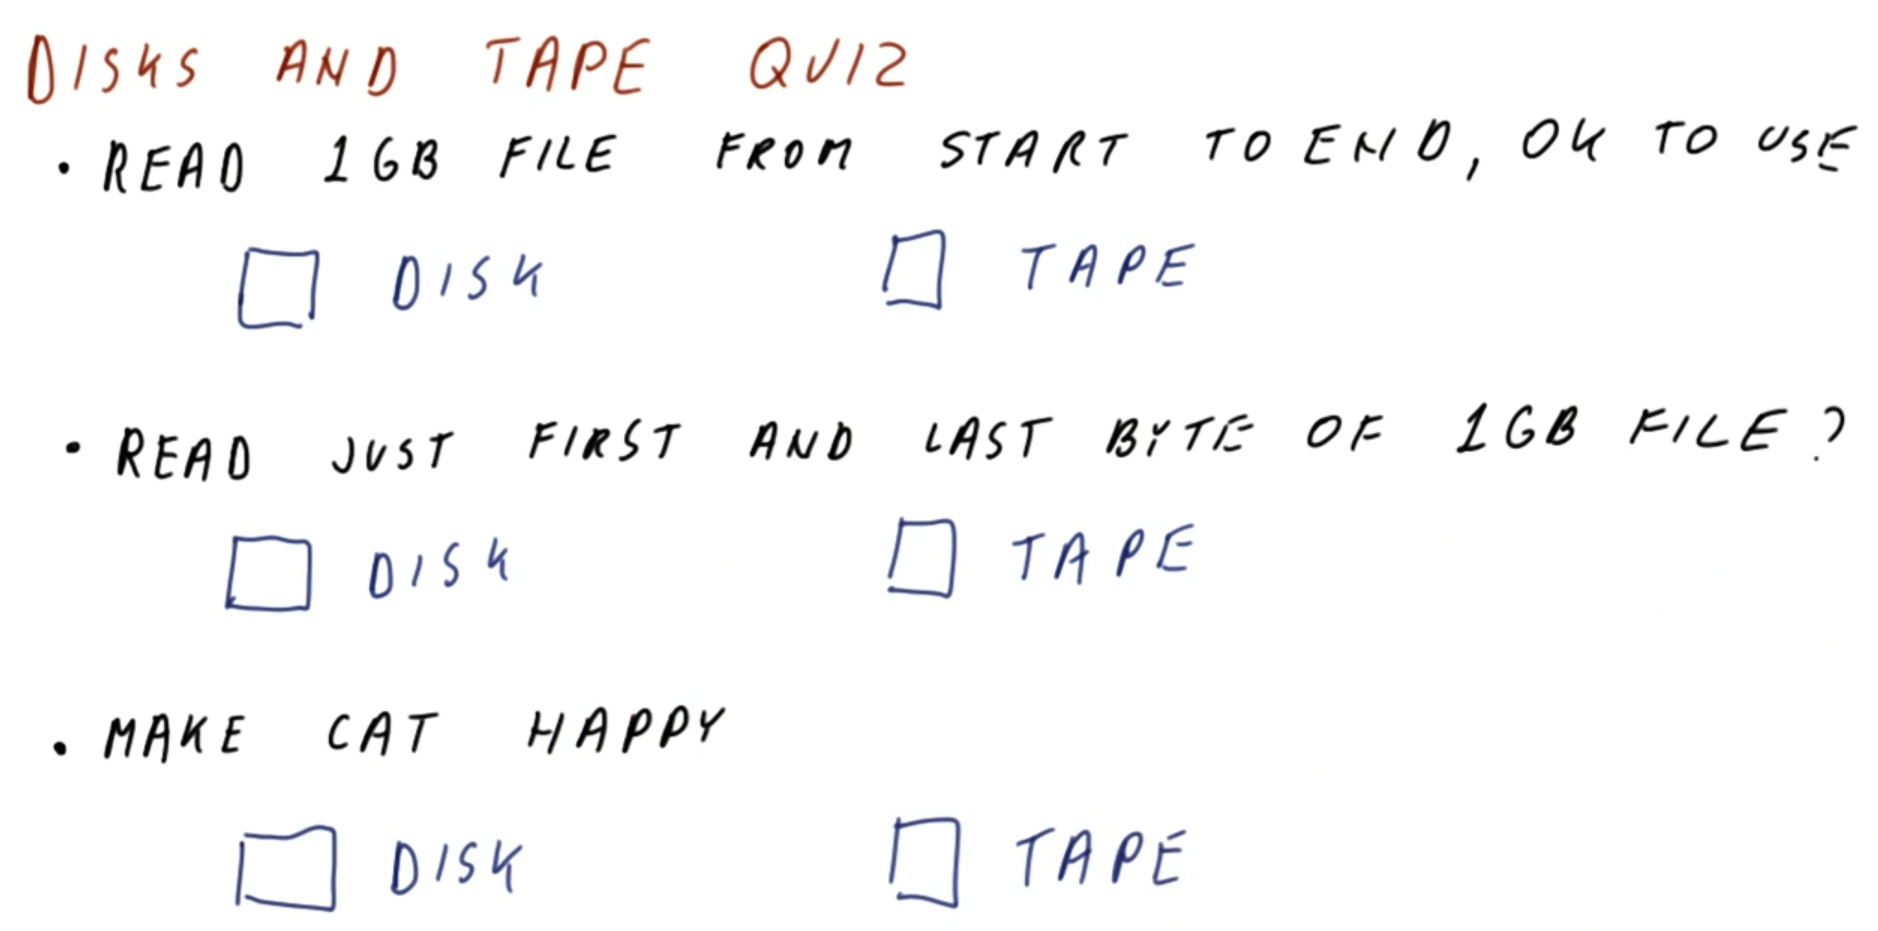 DISKS AND TAPE QUIZ
• READ 1GB FILE FROM START TO END, OK TO USE
DISK TAPE
• READ JUST FIRST AND LAST BYTE OF 1GB FILE?
DISK TAPE
• MAKE CAT HAPPY
DISK TAPE